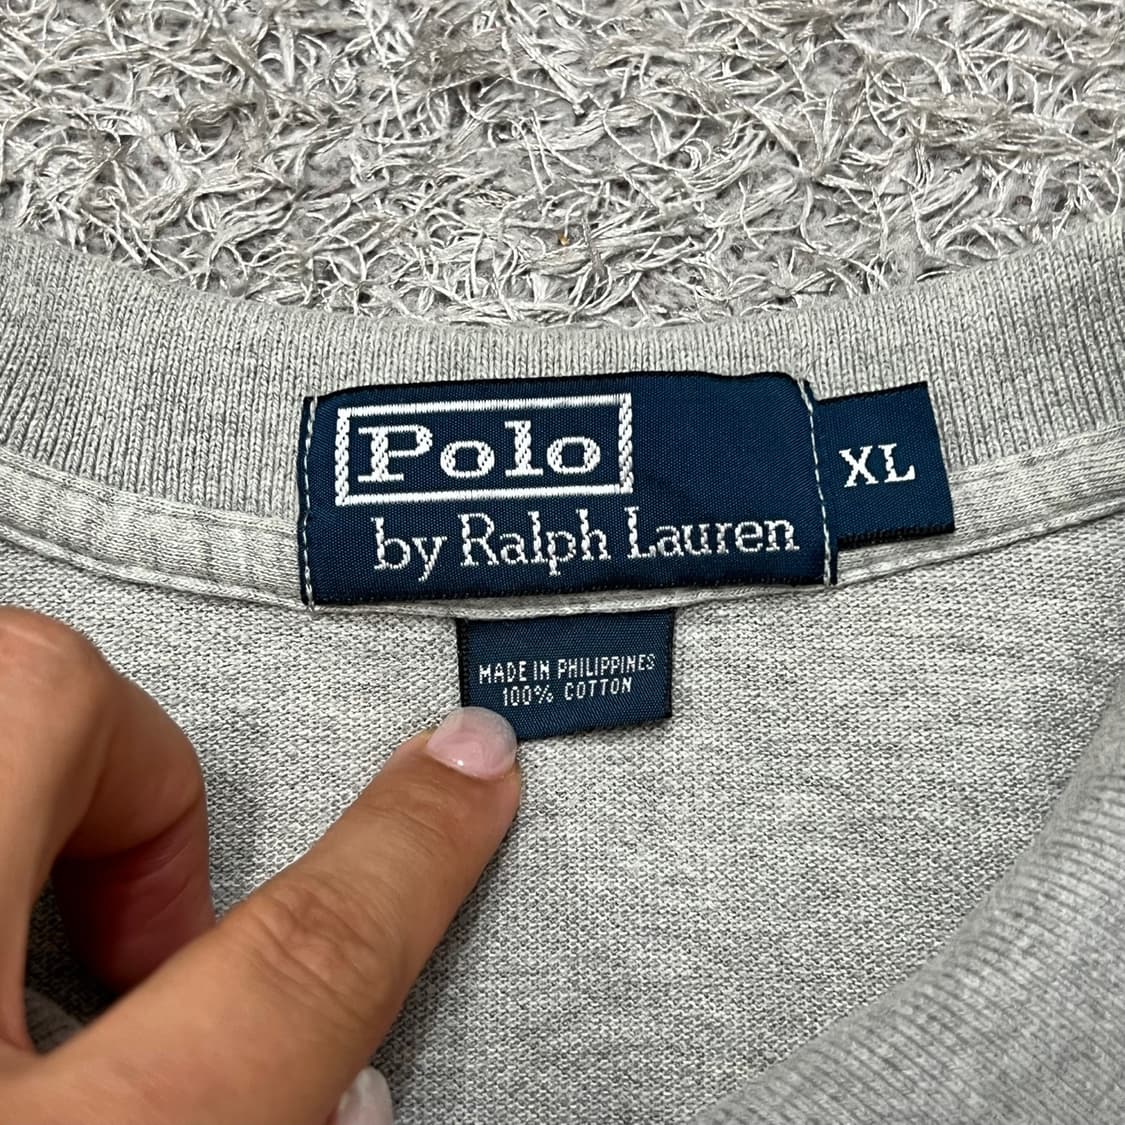 Polo
by Ralph Lauren
XL
MADE IN PHILIPPINES
100% COTTON